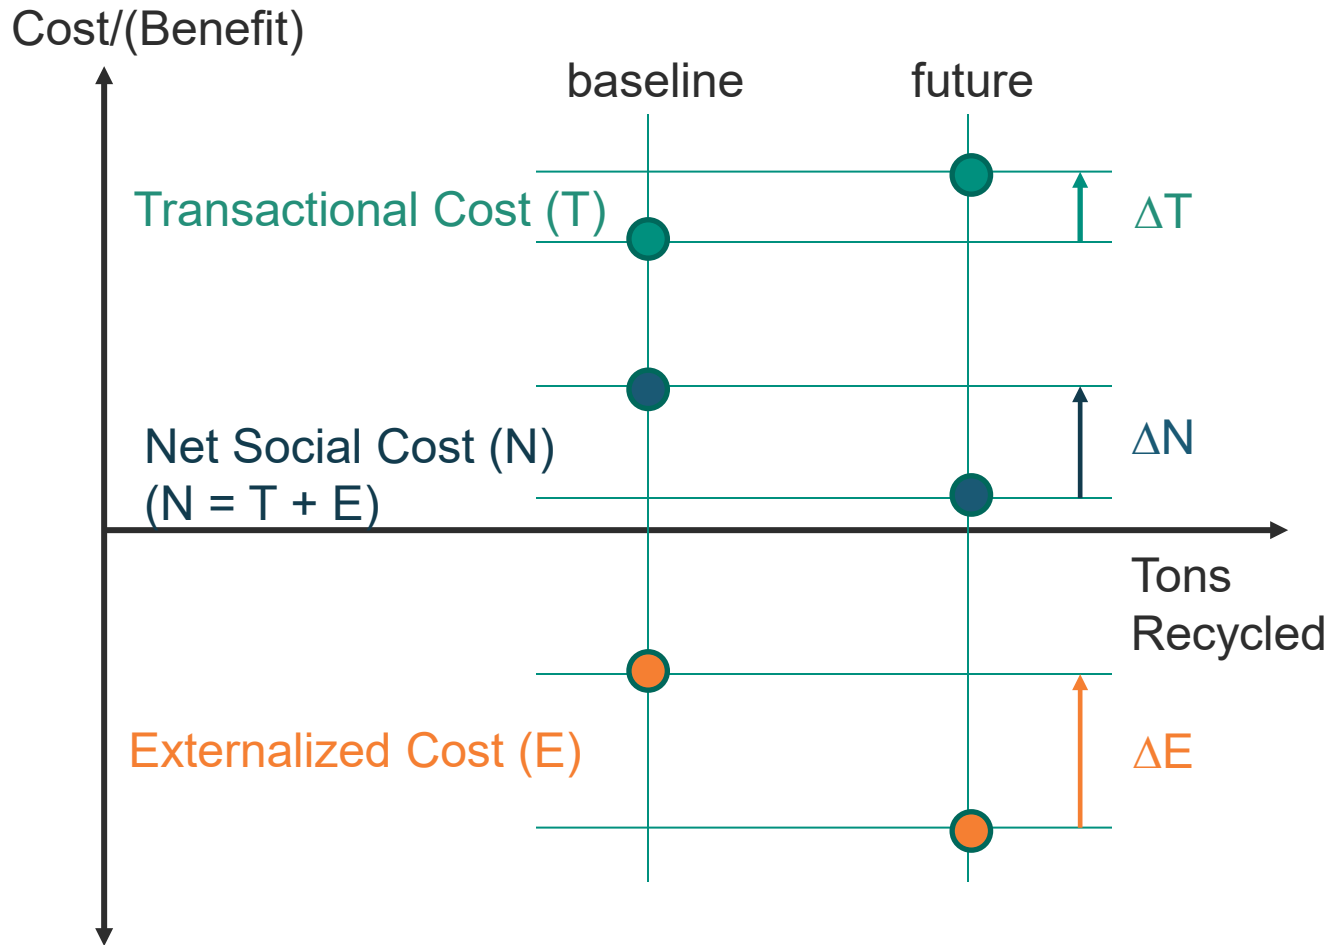 Cost/(Benefit)
baseline
future
Transactional Cost (T)
ΔT
Net Social Cost (N)
(N = T + E)
ΔN
Tons
Recycled
Externalized Cost (E)
ΔE